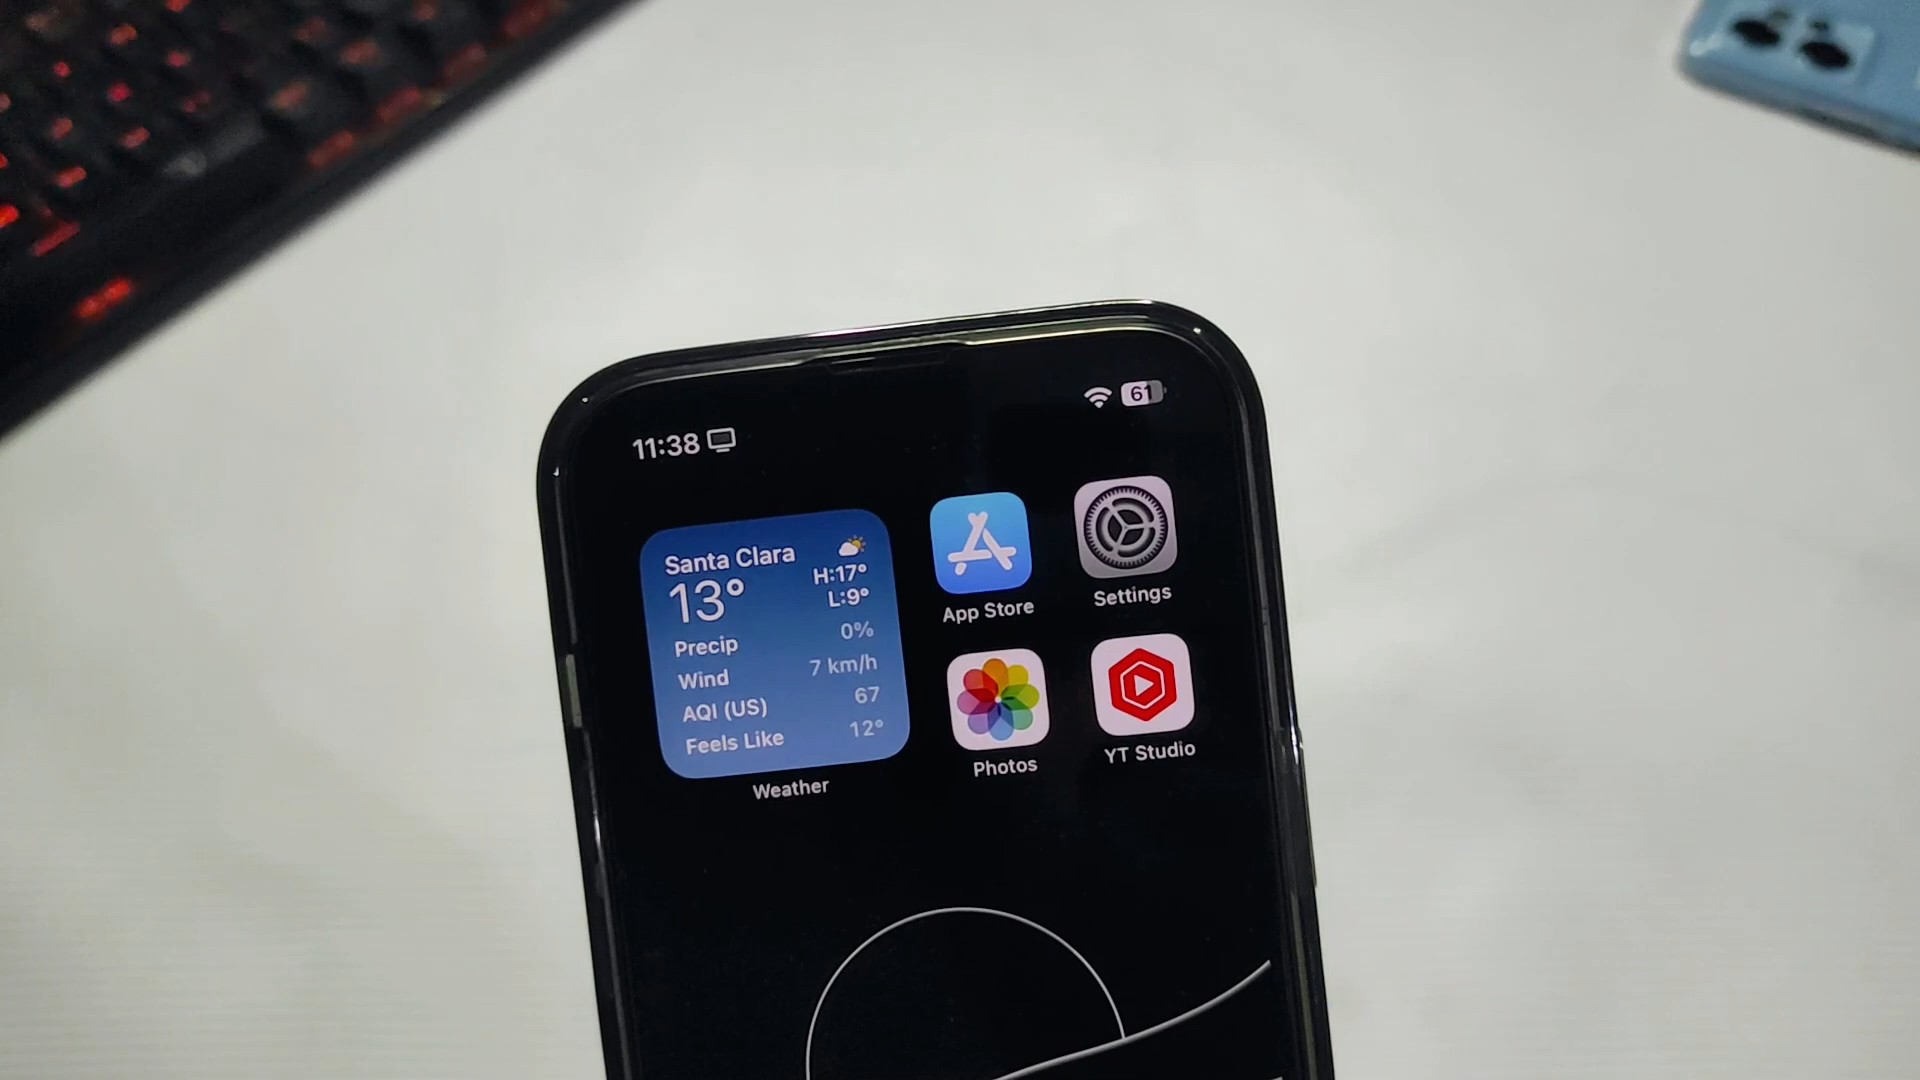 11:38
61
Santa Clara
13°
H:17°
L:9°
Precip 0%
Wind 7 km/h
AQI (US) 67
Feels Like 12°
Weather
App Store
Settings
Photos
YT Studio